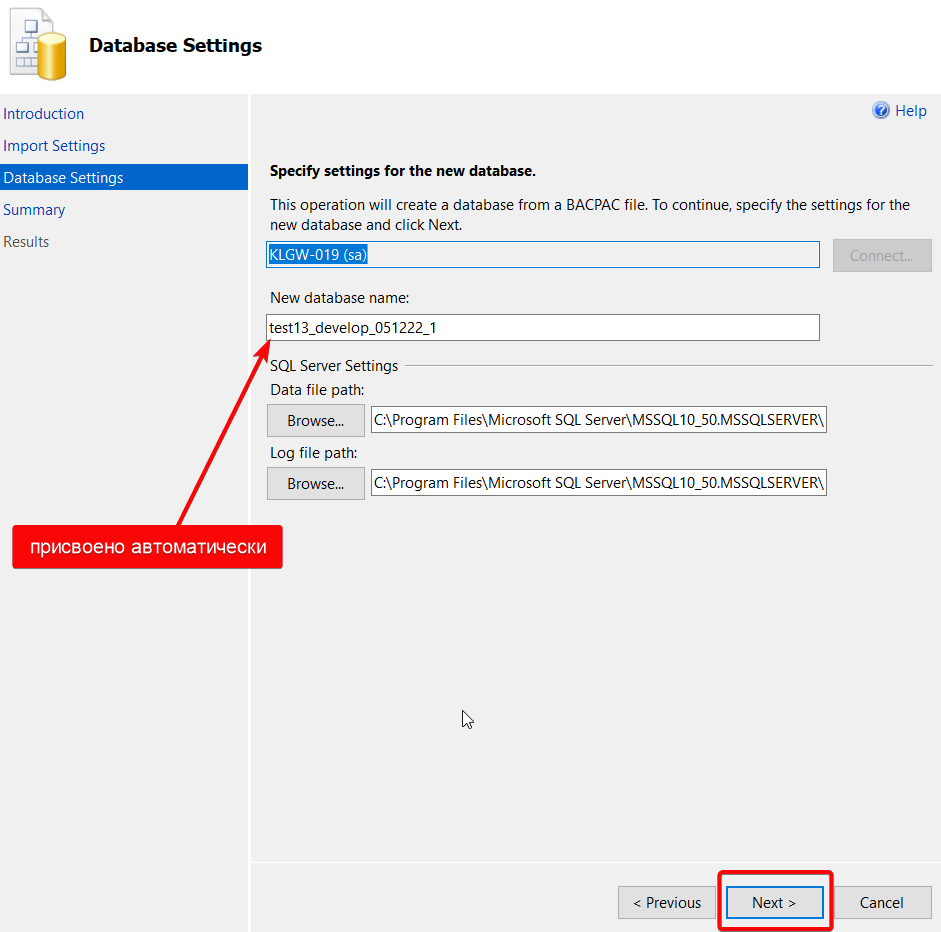 Database Settings
Introduction
Import Settings
Database Settings
Summary
Results
Help
Specify settings for the new database.
This operation will create a database from a BACPAC file. To continue, specify the settings for the
new database and click Next.
KLGW-019 (sa)
Connect...
New database name:
test13_develop_051222_1
SQL Server Settings
Data file path:
Browse...
C:\Program Files\Microsoft SQL Server\MSSQL10_50.MSSQLSERVER\
Log file path:
Browse...
C:\Program Files\Microsoft SQL Server\MSSQL10_50.MSSQLSERVER\
присвоено автоматически
< Previous
Next >
Cancel